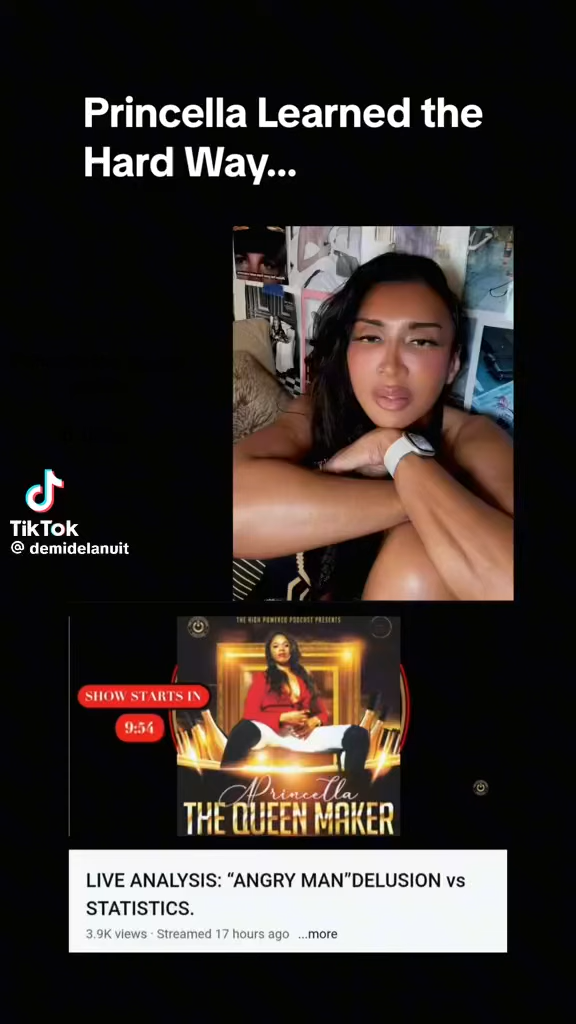 Princella Learned the
Hard Way...
TikTok
@ demidelanuit
THE HIGH POWERED PODCAST PRESENTS
SHOW STARTS IN
9:54
Princella
THE QUEEN MAKER
LIVE ANALYSIS: “ANGRY MAN”DELUSION vs
STATISTICS.
3.9K views · Streamed 17 hours ago ...more